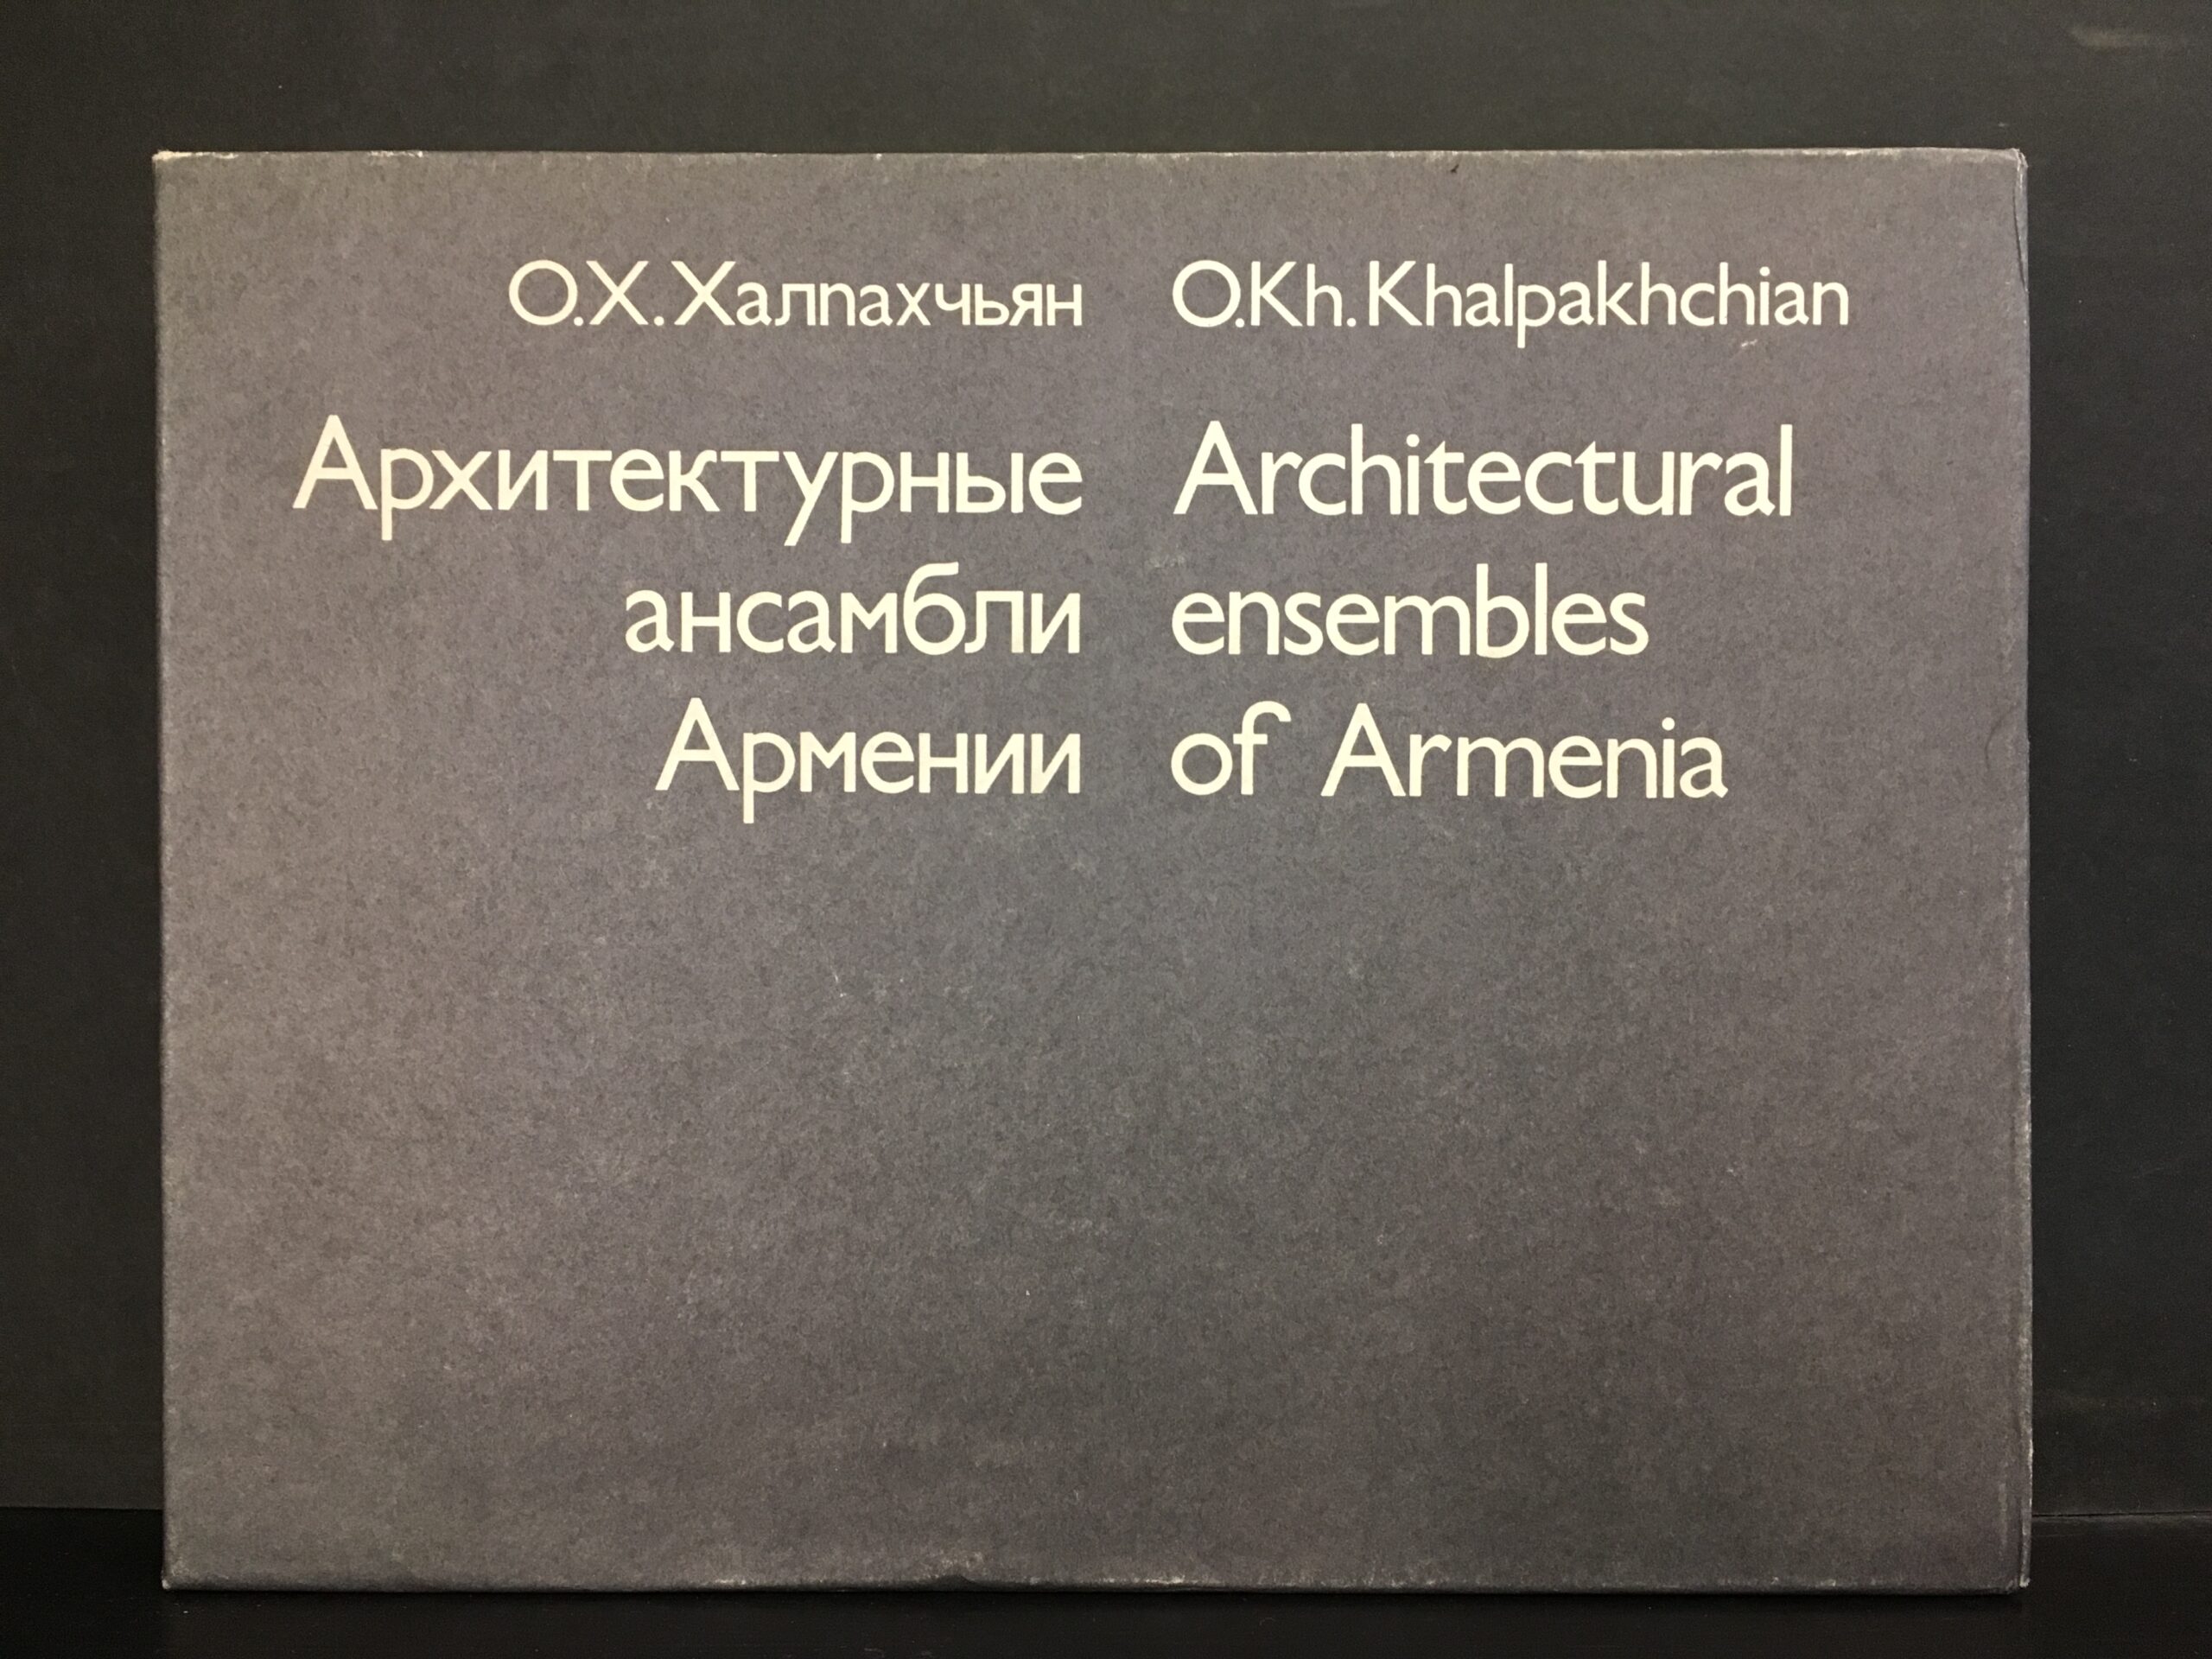 О.Х.Халпахчьян
Архитектурные
ансамбли
Армении
O.Kh.Khalpakhchian
Architectural
ensembles
of Armenia